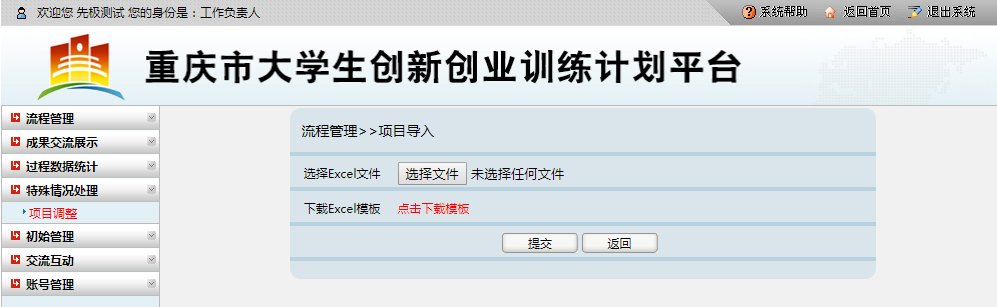 欢迎您 先极测试 您的身份是：工作负责人
系统帮助 返回首页 退出系统
重庆市大学生创新创业训练计划平台
流程管理
成果交流展示
过程数据统计
特殊情况处理
项目调整
初始管理
交流互动
账号管理
流程管理>>项目导入
选择Excel文件 选择文件 未选择任何文件
下载Excel模板 点击下载模板
提交 返回